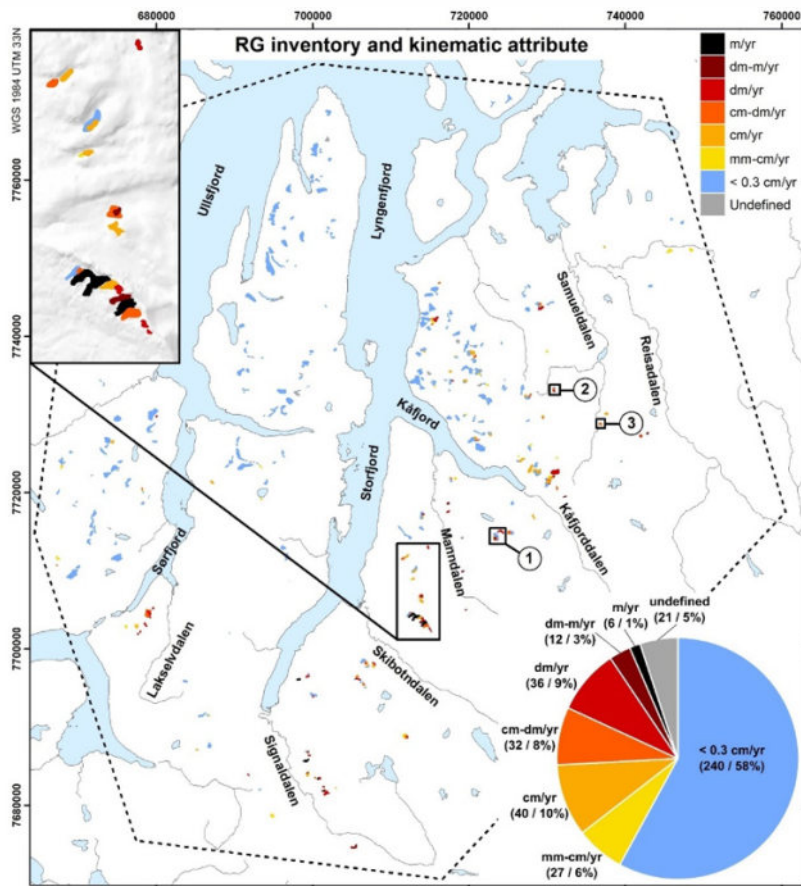 680000 700000 720000 740000 760000
WGS 1984 UTM 33N
RG inventory and kinematic attribute
m/yr
dm-m/yr
dm/yr
cm-dm/yr
cm/yr
mm-cm/yr
< 0.3 cm/yr
Undefined
7760000
7740000
7720000
7700000
7680000
Ullsfjord
Lyngenfjord
Samueldalen
Reisadalen
2
3
Kåfjord
Storfjord
Kåfjorddalen
Manndalen
1
Sørfjord
Lakselvdalen
Skibotndalen
Signaldalen
m/yr
(6 / 1%)
undefined
(21 / 5%)
dm-m/yr
(12 / 3%)
dm/yr
(36 / 9%)
cm-dm/yr
(32 / 8%)
cm/yr
(40 / 10%)
mm-cm/yr
(27 / 6%)
< 0.3 cm/yr
(240 / 58%)